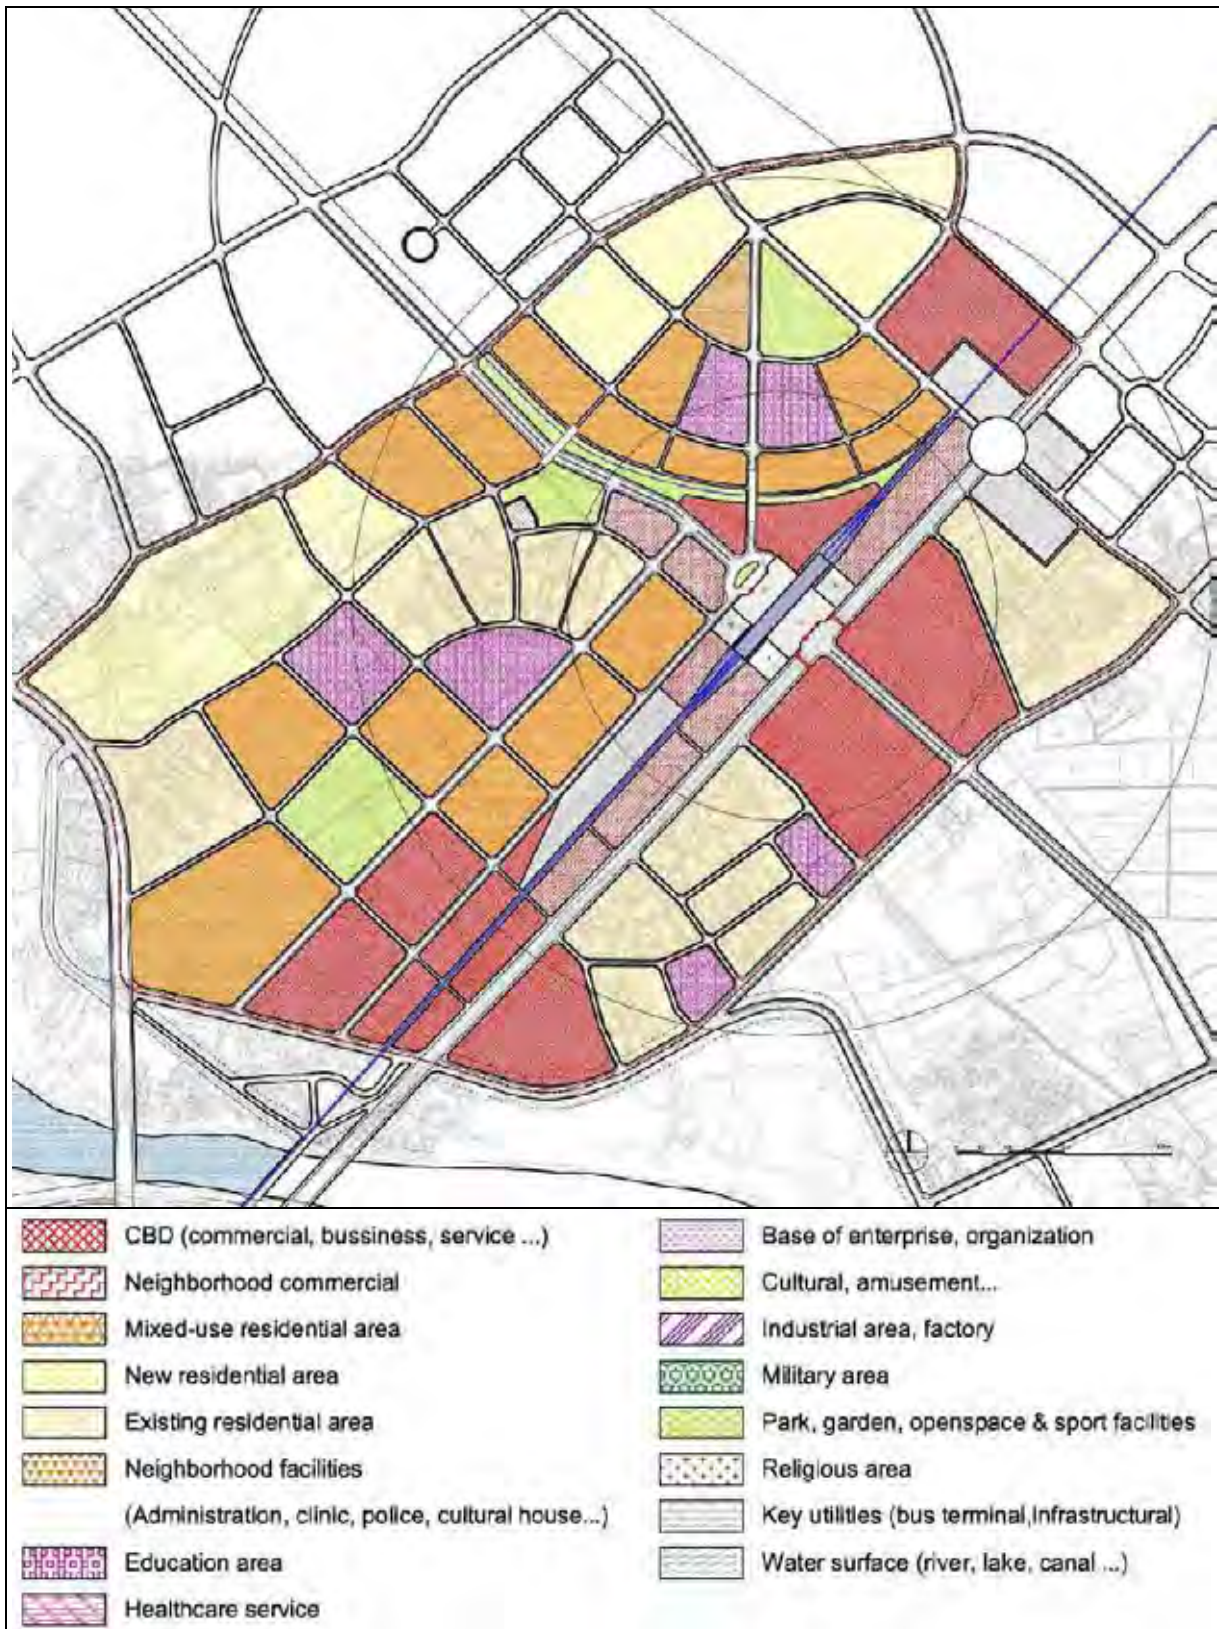 CBD (commercial, bussiness, service ...)
Neighborhood commercial
Mixed-use residential area
New residential area
Existing residential area
Neighborhood facilities
(Administration, clinic, police, cultural house...)
Education area
Healthcare service
Base of enterprise, organization
Cultural, amusement...
Industrial area, factory
Military area
Park, garden, openspace & sport facilities
Religious area
Key utilities (bus terminal,Infrastructural)
Water surface (river, lake, canal ...)